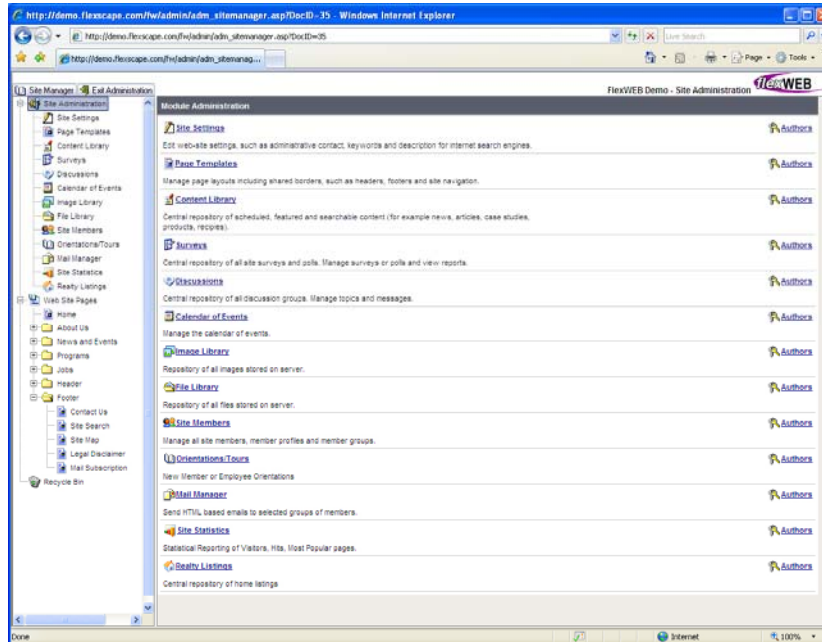 http://demo.flexscape.com/fw/admin/adm_sitemanager.asp?DocID=35 - Windows Internet Explorer
http://demo.flexscape.com/fw/admin/adm_sitemanager.asp?DocID=35
Live Search
http://demo.flexscape.com/fw/admin/adm_sitemanag...
Page
Tools
Site Manager
Exit Administration
FlexWEB Demo - Site Administration
flexWEB
Site Administration
Site Settings
Page Templates
Content Library
Surveys
Discussions
Calendar of Events
Image Library
File Library
Site Members
Orientations/Tours
Mail Manager
Site Statistics
Realty Listings
Web Site Pages
Home
About Us
News and Events
Programs
Jobs
Header
Footer
Contact Us
Site Search
Site Map
Legal Disclaimer
Mail Subscription
Recycle Bin
Module Administration
Site Settings Authors
Edit web-site settings, such as administrative contact, keywords and description for internet search engines.
Page Templates Authors
Manage page layouts including shared borders, such as headers, footers and site navigation.
Content Library Authors
Central repository of scheduled, featured and searchable content (for example news, articles, case studies,
products, recipies).
Surveys Authors
Central repository of all site surveys and polls. Manage surveys or polls and view reports.
Discussions Authors
Central repository of all discussion groups. Manage topics and messages.
Calendar of Events Authors
Manage the calendar of events.
Image Library Authors
Repository of all images stored on server.
File Library Authors
Repository of all files stored on server.
Site Members Authors
Manage all site members, member profiles and member groups.
Orientations/Tours Authors
New Member or Employee Orientations
Mail Manager Authors
Send HTML based emails to selected groups of members.
Site Statistics Authors
Statistical Reporting of Visitors, Hits, Most Popular pages.
Realty Listings Authors
Central repository of home listings
Done
Internet
100%